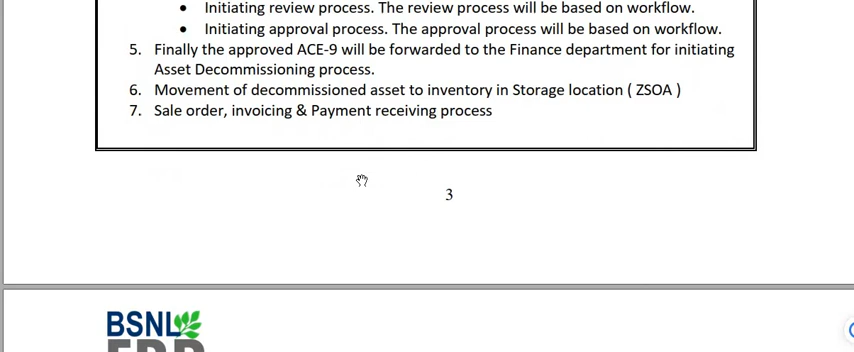 • Initiating review process. The review process will be based on workflow.
• Initiating approval process. The approval process will be based on workflow.
5. Finally the approved ACE-9 will be forwarded to the Finance department for initiating
Asset Decommissioning process.
6. Movement of decommissioned asset to inventory in Storage location ( ZSOA )
7. Sale order, invoicing & Payment receiving process
3
BSNL
ERP